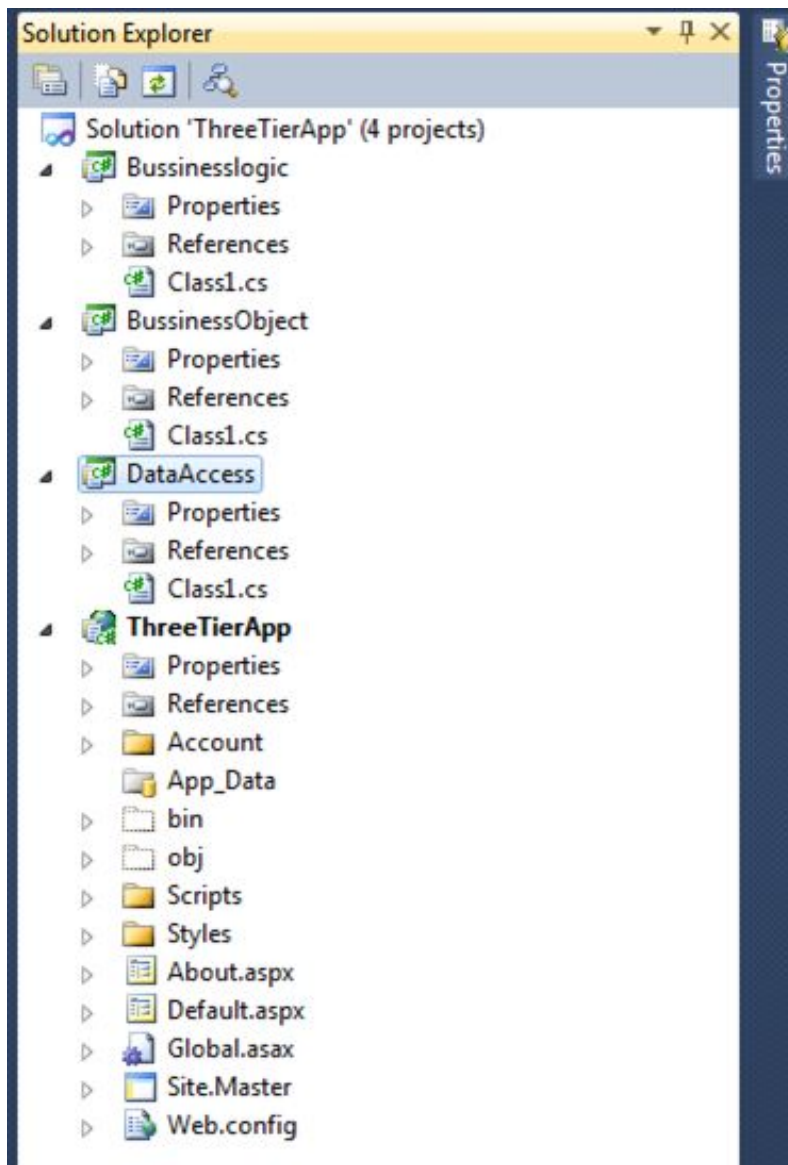 Solution Explorer
Properties
Solution 'ThreeTierApp' (4 projects)
Bussinesslogic
Properties
References
Class1.cs
BussinessObject
Properties
References
Class1.cs
DataAccess
Properties
References
Class1.cs
ThreeTierApp
Properties
References
Account
App_Data
bin
obj
Scripts
Styles
About.aspx
Default.aspx
Global.asax
Site.Master
Web.config